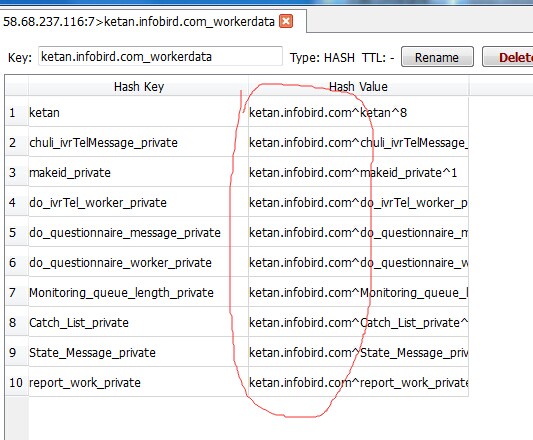 58.68.237.116:7>ketan.infobird.com_workerdata
Key: ketan.infobird.com_workerdata Type: HASH TTL: - Rename Delete
Hash Key Hash Value
1 ketan ketan.infobird.com^ketan^8
2 chuli_ivrTelMessage_private ketan.infobird.com^chuli_ivrTelMessage_
3 makeid_private ketan.infobird.com^makeid_private^1
4 do_ivrTel_worker_private ketan.infobird.com^do_ivrTel_worker_p
5 do_questionnaire_message_private ketan.infobird.com^do_questionnaire_m
6 do_questionnaire_worker_private ketan.infobird.com^do_questionnaire_w
7 Monitoring_queue_length_private ketan.infobird.com^Monitoring_queue_l
8 Catch_List_private ketan.infobird.com^Catch_List_private^
9 State_Message_private ketan.infobird.com^State_Message_priv
10 report_work_private ketan.infobird.com^report_work_private